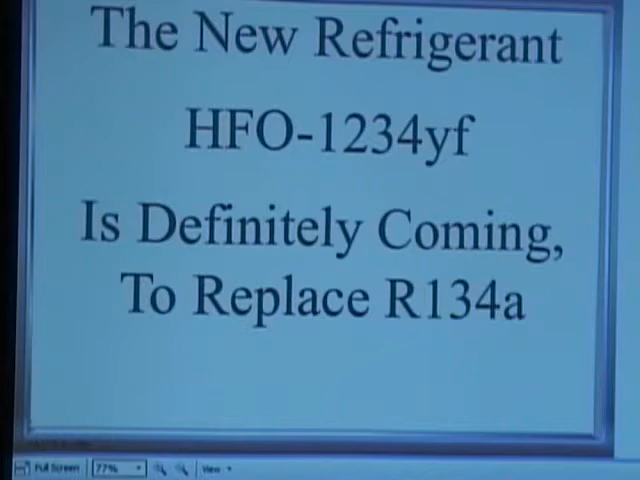 The New Refrigerant
HFO-1234yf
Is Definitely Coming,
To Replace R134a
Full Screen 77% View